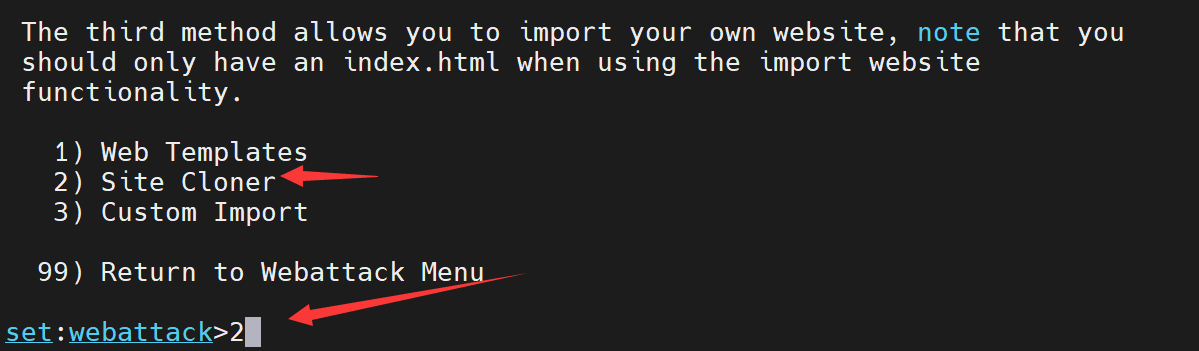 The third method allows you to import your own website, note that you
should only have an index.html when using the import website
functionality.
1) Web Templates
2) Site Cloner
3) Custom Import
99) Return to Webattack Menu
set:webattack>2